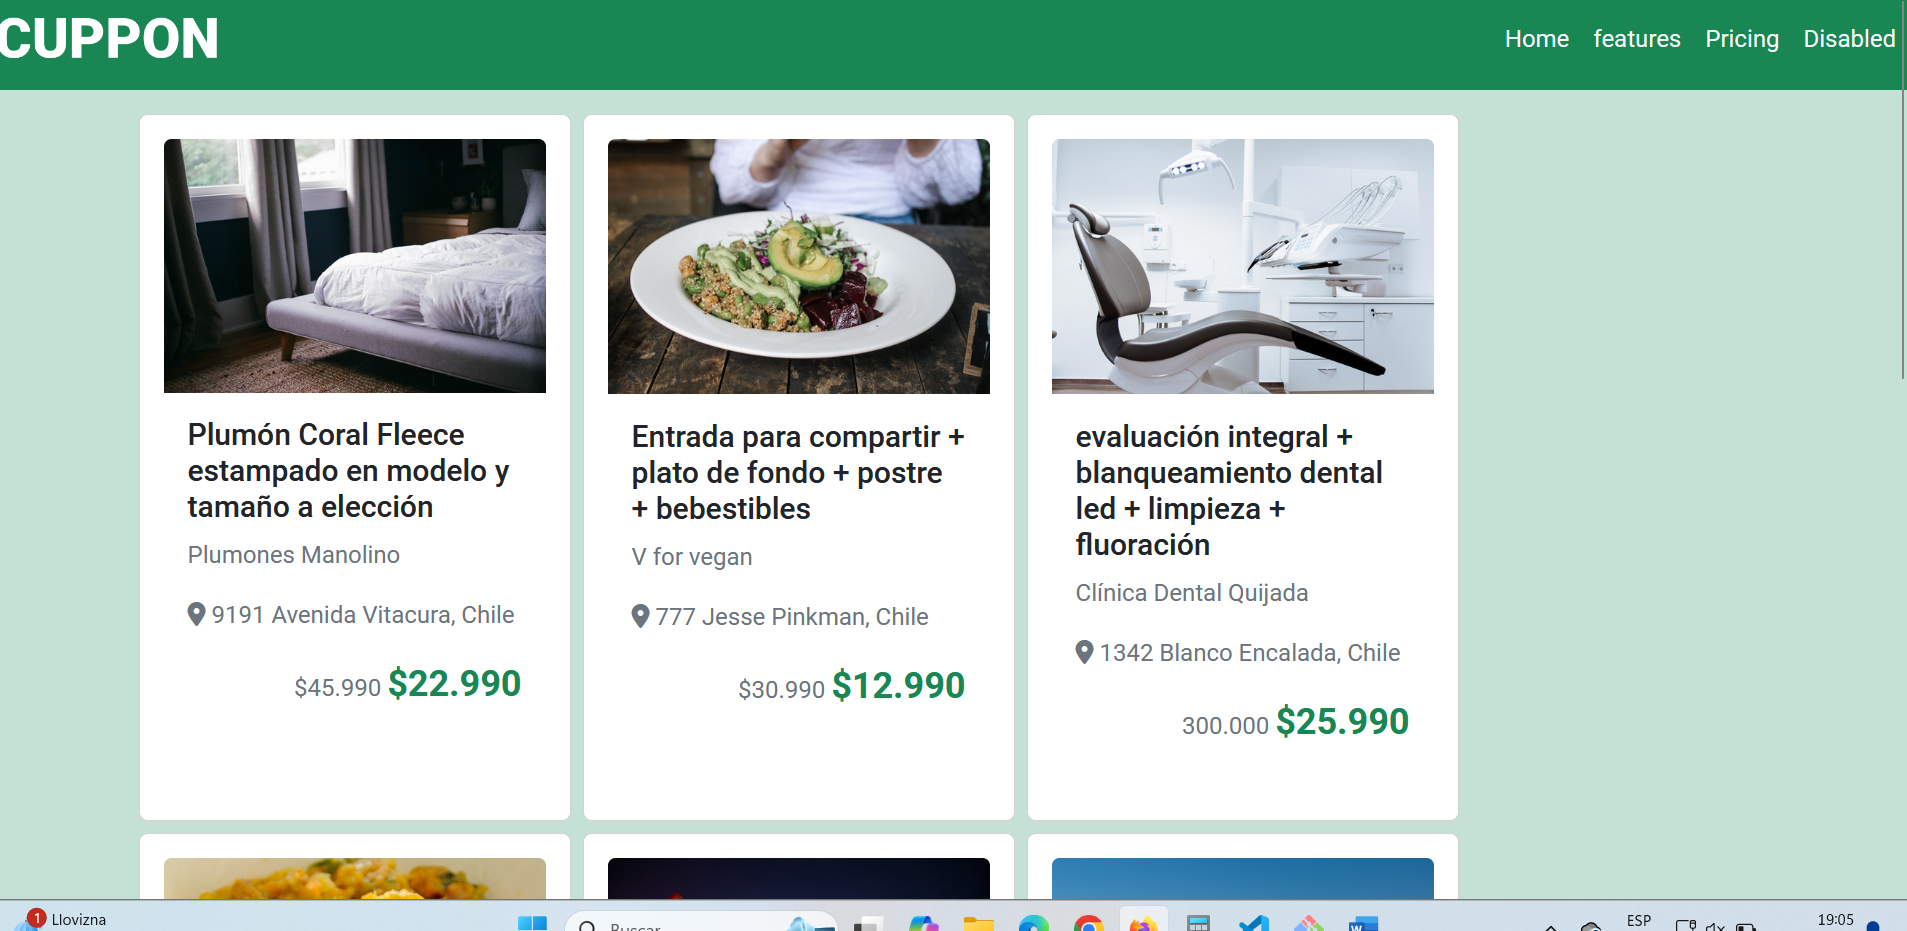 CUPPON
Home features Pricing Disabled
Plumón Coral Fleece
estampado en modelo y
tamaño a elección
Plumones Manolino
9191 Avenida Vitacura, Chile
$45.990 $22.990
Entrada para compartir +
plato de fondo + postre
+ bebestibles
V for vegan
777 Jesse Pinkman, Chile
$30.990 $12.990
evaluación integral +
blanqueamiento dental
led + limpieza +
fluoración
Clínica Dental Quijada
1342 Blanco Encalada, Chile
300.000 $25.990
1 Llovizna
Buscar
ESP
19:05